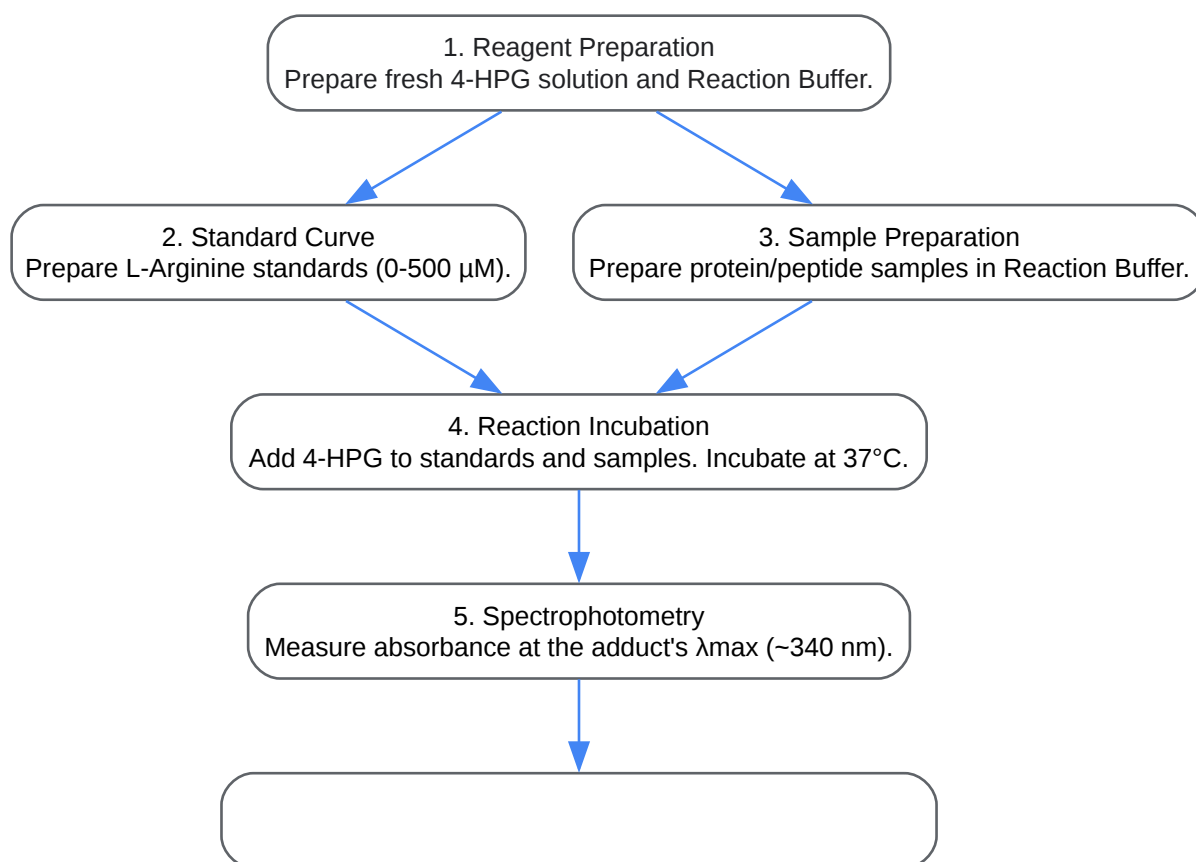 1. Reagent Preparation
Prepare fresh 4-HPG solution and Reaction Buffer.
2. Standard Curve
Prepare L-Arginine standards (0-500 µM).
3. Sample Preparation
Prepare protein/peptide samples in Reaction Buffer.
4. Reaction Incubation
Add 4-HPG to standards and samples. Incubate at 37°C.
5. Spectrophotometry
Measure absorbance at the adduct's λmax (~340 nm).